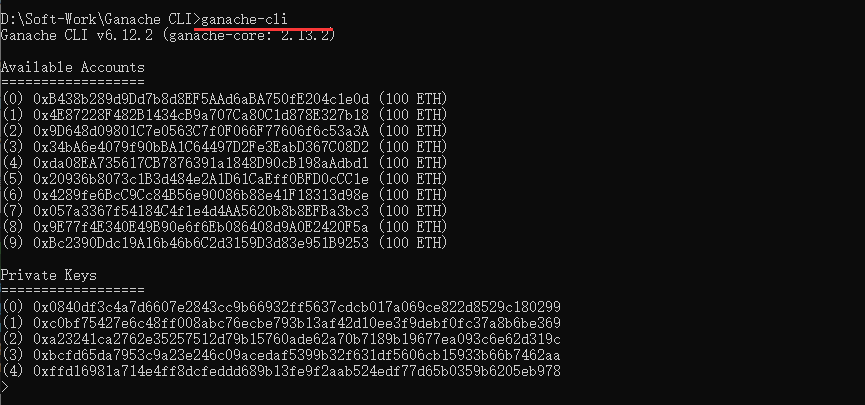 D:\Soft-Work\Ganache CLI>ganache-cli
Ganache CLI v6.12.2 (ganache-core: 2.13.2)
Available Accounts
==================
(0) 0xB438b289d9Dd7b8d8EF5AAd6aBA750fE204c1e0d (100 ETH)
(1) 0x4E87228F482B1434cB9a707Ca80C1d878E327b18 (100 ETH)
(2) 0x9D648d09801C7e0563C7f0F066F77606f6c53a3A (100 ETH)
(3) 0x34bA6e4079f90bBA1C64497D2Fe3EabD367C08D2 (100 ETH)
(4) 0xda08EA735617CB7876391a1848D90cB198aAdbd1 (100 ETH)
(5) 0x20936b8073c1B3d484e2A1D61CaEff0BFD0cCC1e (100 ETH)
(6) 0x4289fe6BcC9Cc84B56e90086b88e41F18313d98e (100 ETH)
(7) 0x057a3367f54184C4f1e4d4AA5620b8b8EFBa3bc3 (100 ETH)
(8) 0x9E77f4E340E49B90e6f6Eb086408d9A0E2420F5a (100 ETH)
(9) 0xBc2390Ddc19A16b46b6C2d3159D3d83e951B9253 (100 ETH)
Private Keys
==================
(0) 0x0840df3c4a7d6607e2843cc9b66932ff5637cdcb017a069ce822d8529c180299
(1) 0xc0bf75427e6c48ff008abc76ecbe793b13af42d10ee3f9debf0fc37a8b6be369
(2) 0xa23241ca2762e35257512d79b15760ade62a70b7189b19677ea093c6e62d319c
(3) 0xbcfd65da7953c9a23e246c09acedaf5399b32f631df5606cb15933b66b7462aa
(4) 0xffd16981a714e4ff8dcfeddd689b13fe9f2aab524edf77d65b0359b6205eb978
>